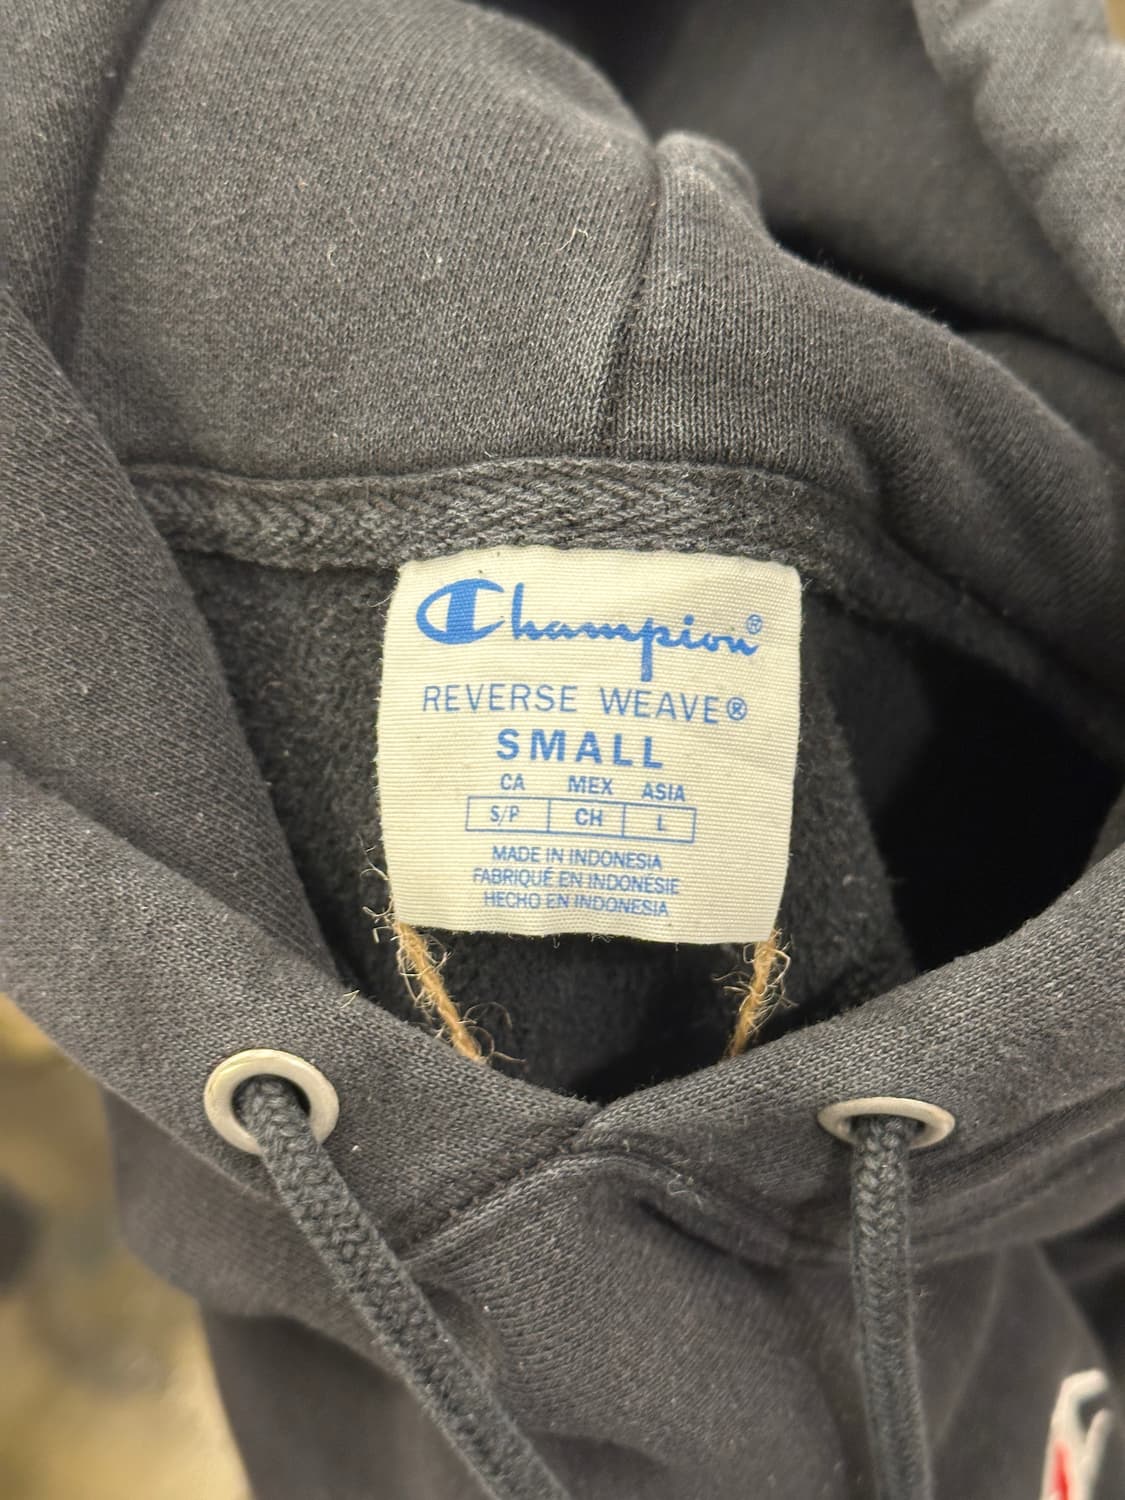 Champion®
REVERSE WEAVE®
SMALL
CA MEX ASIA
S/P CH L
MADE IN INDONESIA
FABRIQUÉ EN INDONÉSIE
HECHO EN INDONESIA